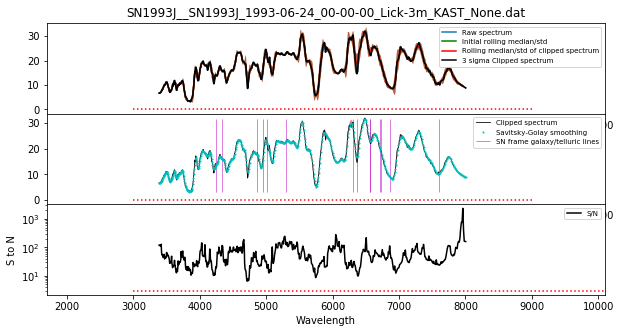 SN1993J__SN1993J_1993-06-24_00-00-00_Lick-3m_KAST_None.dat
30
20
10
0
Raw spectrum
Initial rolling median/std
Rolling median/std of clipped spectrum
3 sigma Clipped spectrum
30
20
10
0
Clipped spectrum
Savitsky-Golay smoothing
SN frame galaxy/telluric lines
S to N
10³
10²
10¹
S/N
2000 3000 4000 5000 6000 7000 8000 9000 10000
Wavelength